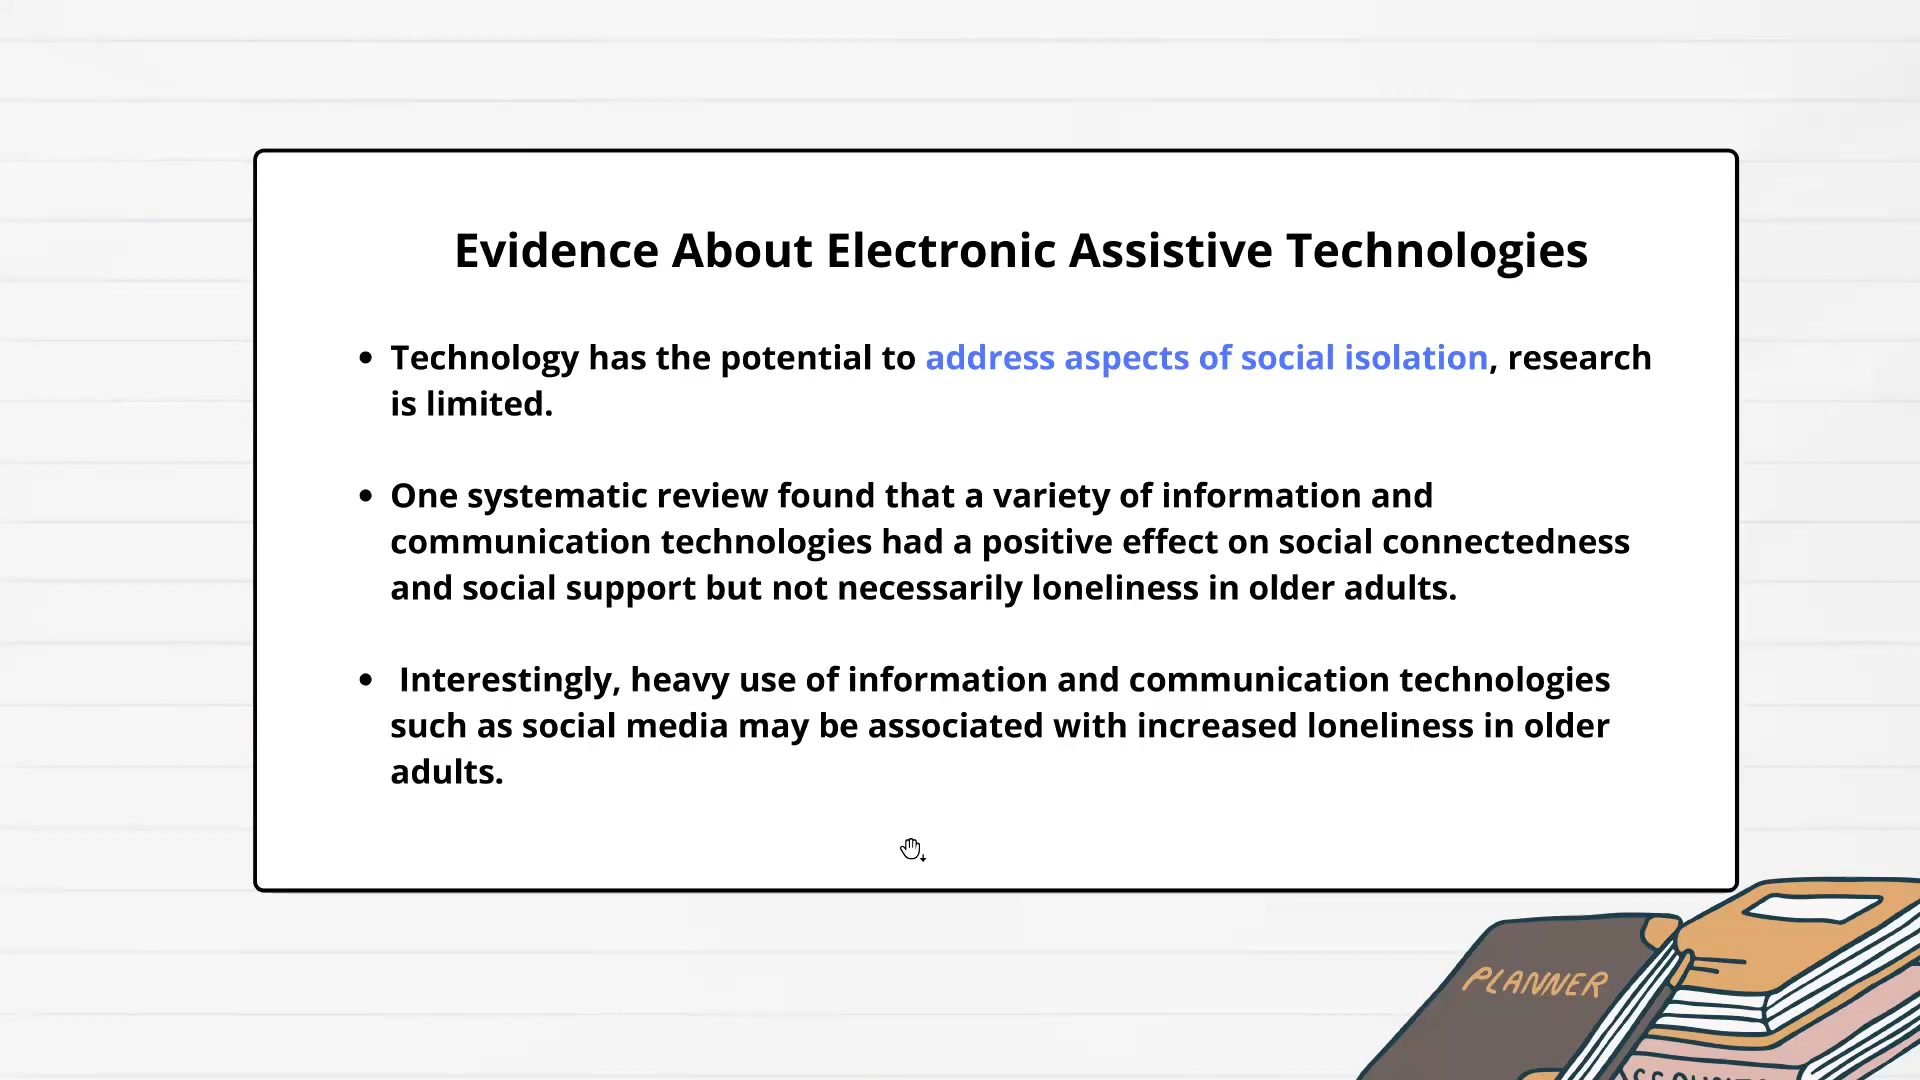 Evidence About Electronic Assistive Technologies
• Technology has the potential to address aspects of social isolation, research
is limited.
• One systematic review found that a variety of information and
communication technologies had a positive effect on social connectedness
and social support but not necessarily loneliness in older adults.
• Interestingly, heavy use of information and communication technologies
such as social media may be associated with increased loneliness in older
adults.
PLANNER